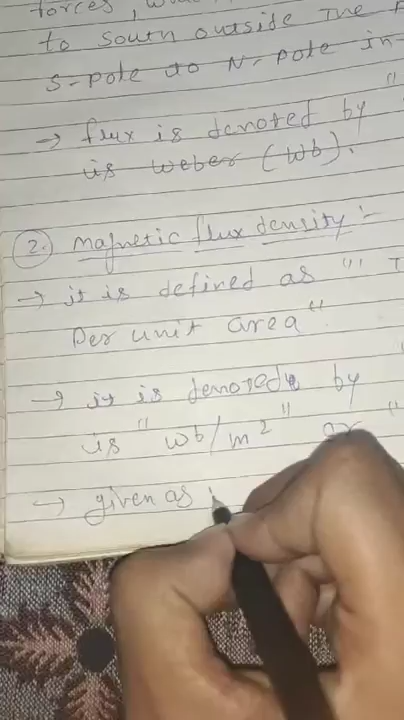 forces,
to South outside the
S-pole to N-pole in-
→ flux is denoted by "
is weber (Wb).
2. magnetic flux density :-
→ it is defined as "
Per unit area"
→ it is denoted by
is " wb/m² " or "
→ given as